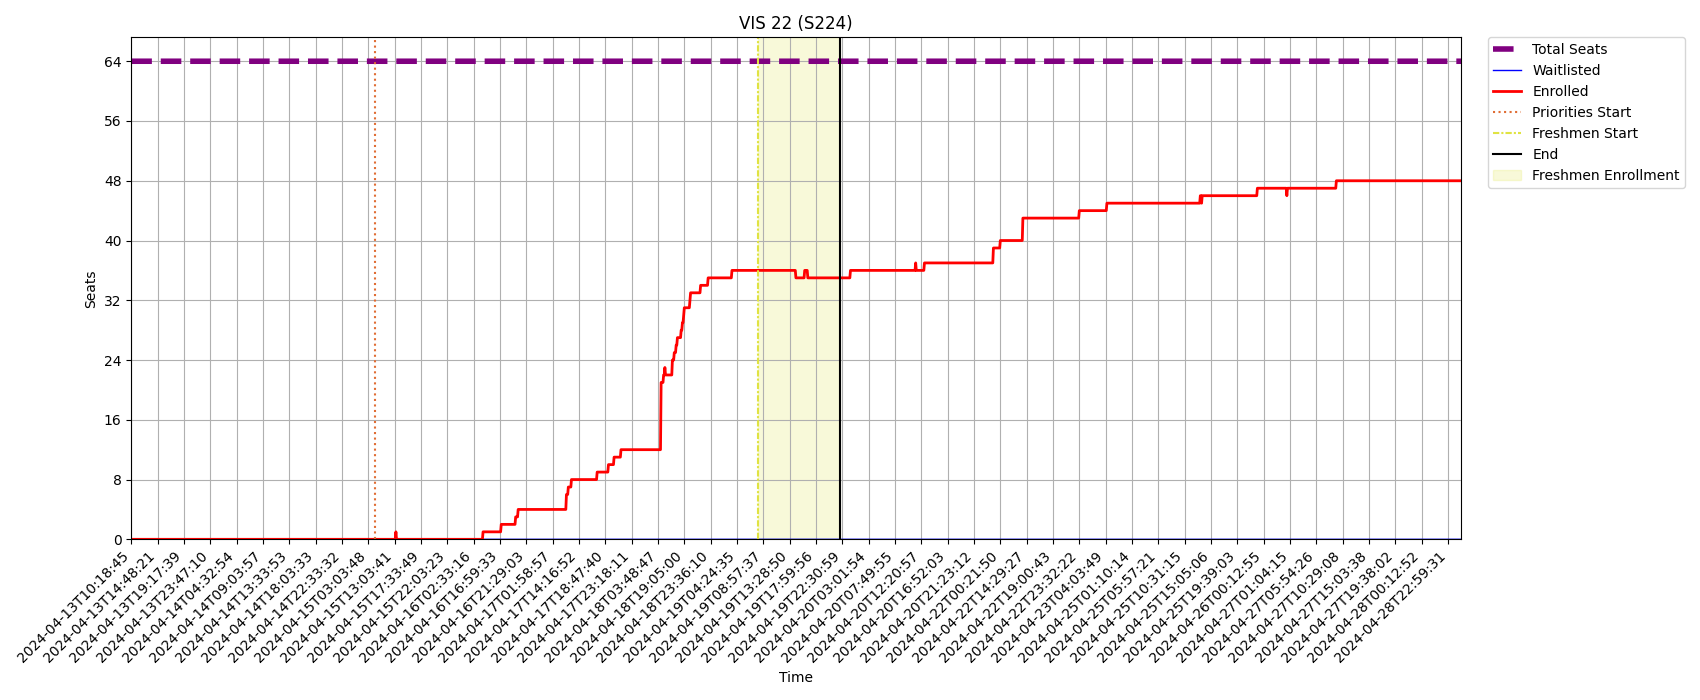 VIS 22 (S224)
Total Seats
Waitlisted
Enrolled
Priorities Start
Freshmen Start
End
Freshmen Enrollment
Seats
64
56
48
40
32
24
16
8
0
2024-04-13T10:18:45
2024-04-13T14:48:21
2024-04-13T19:17:39
2024-04-13T23:47:10
2024-04-14T04:32:54
2024-04-14T09:03:57
2024-04-14T13:33:53
2024-04-14T18:03:33
2024-04-14T22:33:32
2024-04-15T03:03:48
2024-04-15T13:03:41
2024-04-15T17:33:49
2024-04-15T22:03:23
2024-04-16T02:33:16
2024-04-16T16:59:33
2024-04-16T21:29:03
2024-04-17T01:58:57
2024-04-17T14:16:52
2024-04-17T18:47:40
2024-04-17T23:18:11
2024-04-18T03:48:47
2024-04-18T19:05:00
2024-04-18T23:36:10
2024-04-19T04:24:35
2024-04-19T08:57:37
2024-04-19T13:28:50
2024-04-19T17:59:56
2024-04-19T22:30:59
2024-04-20T03:01:54
2024-04-20T07:49:55
2024-04-20T12:20:57
2024-04-20T16:52:03
2024-04-20T21:23:12
2024-04-22T00:21:50
2024-04-22T14:29:27
2024-04-22T19:00:43
2024-04-22T23:32:22
2024-04-23T04:03:49
2024-04-25T01:10:14
2024-04-25T05:57:21
2024-04-25T10:31:15
2024-04-25T15:05:06
2024-04-25T19:39:03
2024-04-26T00:12:55
2024-04-27T01:04:15
2024-04-27T05:54:26
2024-04-27T10:29:08
2024-04-27T15:03:38
2024-04-27T19:38:02
2024-04-28T00:12:52
2024-04-28T22:59:31
Time